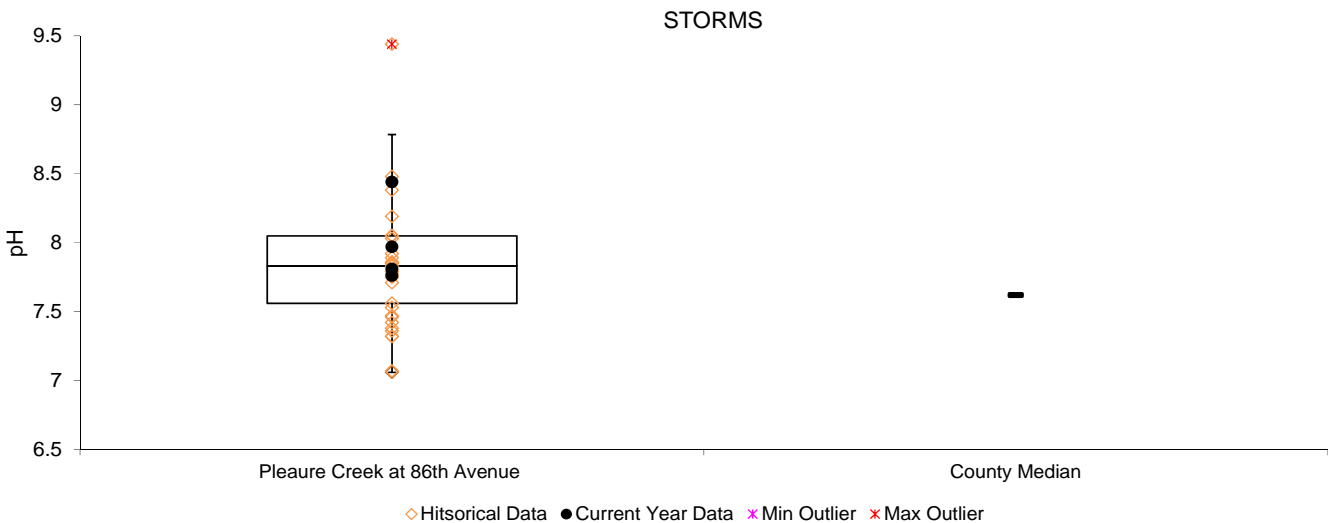 STORMS
9.5
9
8.5
8
7.5
7
6.5
pH
Pleaure Creek at 86th Avenue
County Median
Hitsorical Data
Current Year Data
Min Outlier
Max Outlier